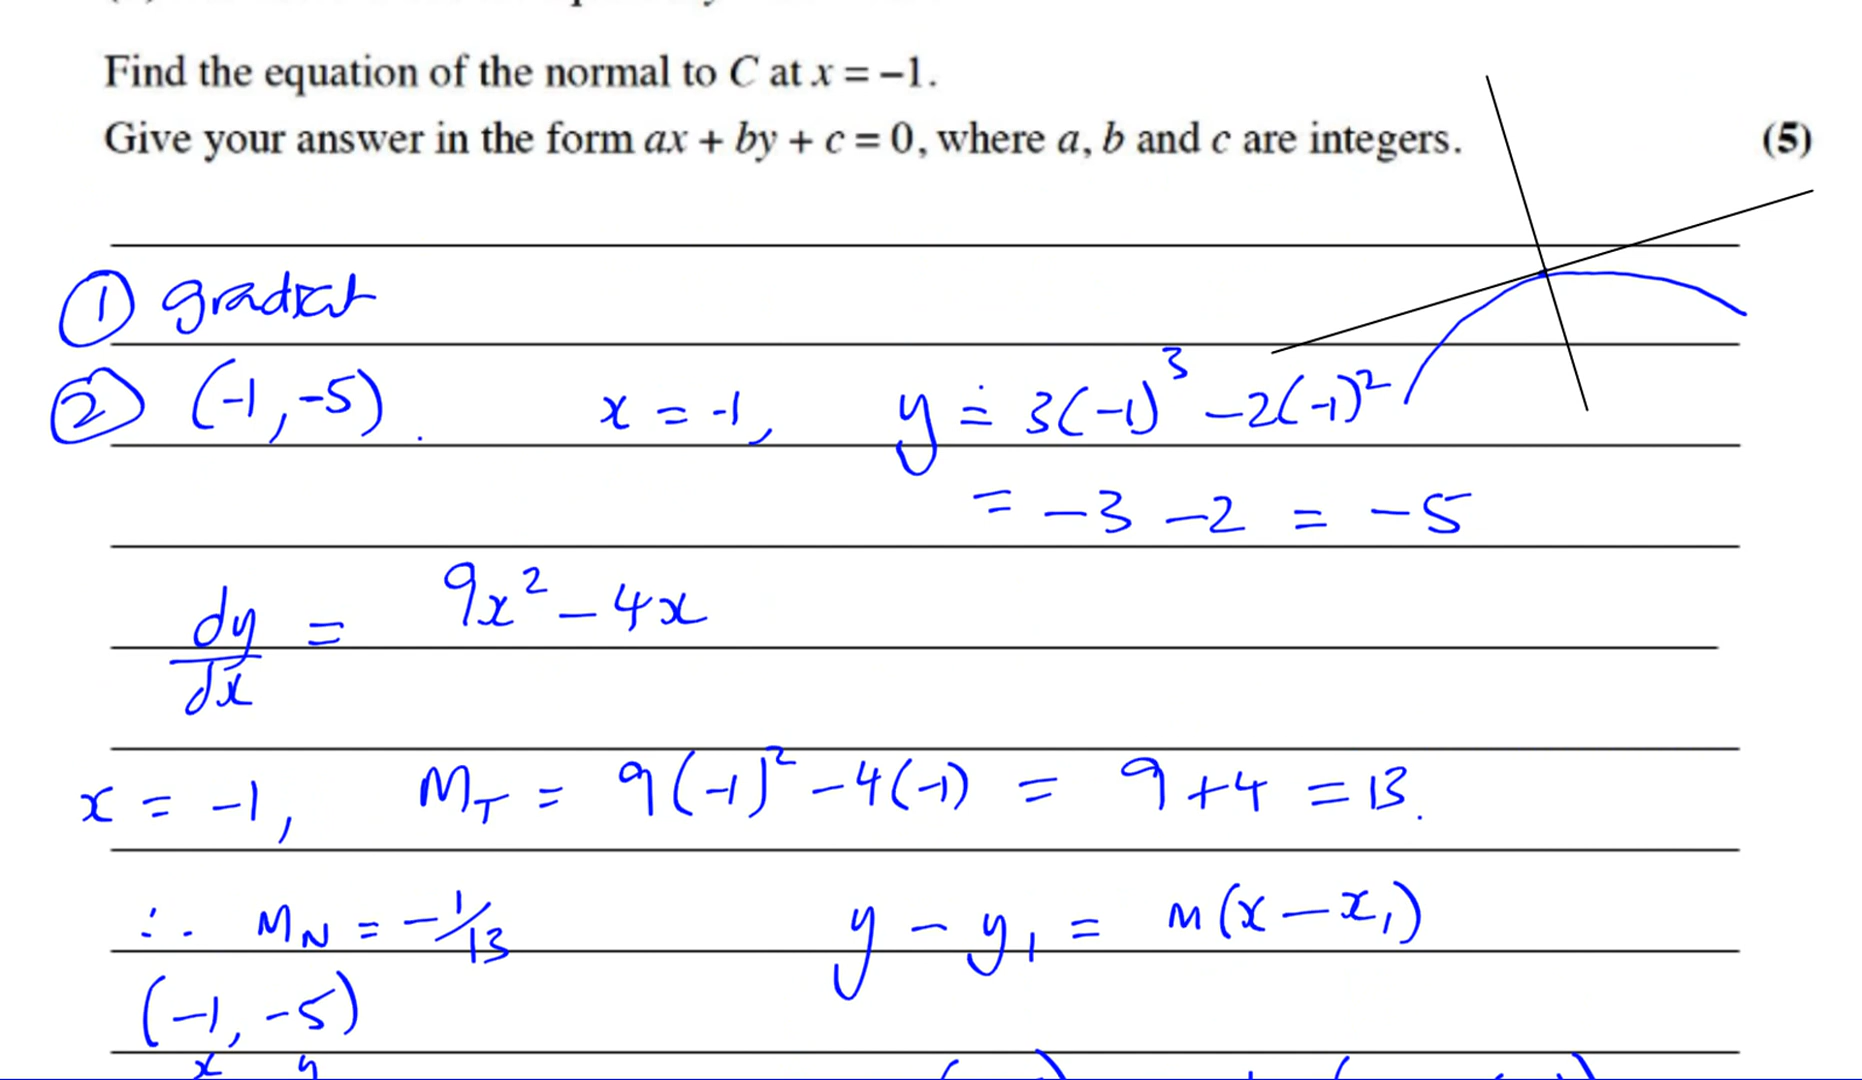 Find the equation of the normal to C at x = −1.
Give your answer in the form ax + by + c = 0, where a, b and c are integers. (5)
① gradient
② (-1, -5). x = -1, y = 3(-1)³ - 2(-1)²
= -3 - 2 = -5
dy/dx = 9x² - 4x
x = -1, M_T = 9(-1)² - 4(-1) = 9 + 4 = 13.
∴ M_N = -1/13 y - y₁ = m(x - x₁)
(-1, -5)
x y